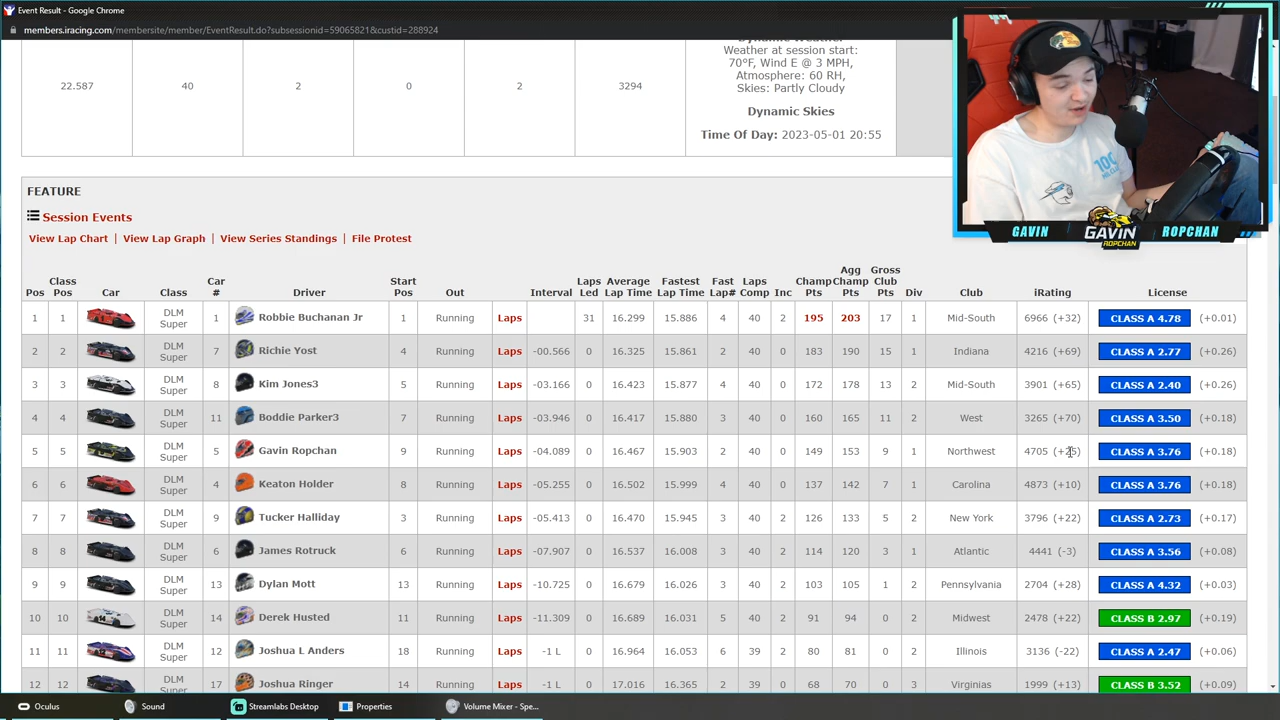 Event Result - Google Chrome
members.iracing.com/membersite/member/EventResult.do?subsessionid=59065821&custid=288924
22.587 40 2 0 2 3294
Weather at session start:
70°F, Wind E @ 3 MPH,
Atmosphere: 60 RH,
Skies: Partly Cloudy
Dynamic Skies
Time Of Day: 2023-05-01 20:55
GAVIN GAVIN ROPCHAN ROPCHAN
FEATURE
Session Events
View Lap Chart | View Lap Graph | View Series Standings | File Protest
Pos Class Pos Car Class Car # Driver Start Pos Out Interval Laps Led Average Lap Time Fastest Lap Time Fast Lap# Laps Comp Inc Champ Pts Agg Champ Pts Gross Club Pts Div Club iRating License
1 1 DLM Super 1 Robbie Buchanan Jr 1 Running Laps 31 16.299 15.886 4 40 2 195 203 17 1 Mid-South 6966 (+32) CLASS A 4.78 (+0.01)
2 2 DLM Super 7 Richie Yost 4 Running Laps -00.566 0 16.325 15.861 2 40 0 183 190 15 1 Indiana 4216 (+69) CLASS A 2.77 (+0.26)
3 3 DLM Super 8 Kim Jones3 5 Running Laps -03.166 0 16.423 15.877 4 40 0 172 178 13 2 Mid-South 3901 (+65) CLASS A 2.40 (+0.26)
4 4 DLM Super 11 Boddie Parker3 7 Running Laps -03.946 0 16.417 15.880 3 40 0 160 165 11 2 West 3265 (+70) CLASS A 3.50 (+0.18)
5 5 DLM Super 5 Gavin Ropchan 9 Running Laps -04.089 0 16.467 15.903 2 40 0 149 153 9 1 Northwest 4705 (+25) CLASS A 3.76 (+0.18)
6 6 DLM Super 4 Keaton Holder 8 Running Laps -05.255 0 16.502 15.999 4 40 0 137 142 7 1 Carolina 4873 (+10) CLASS A 3.76 (+0.18)
7 7 DLM Super 9 Tucker Halliday 3 Running Laps -05.413 0 16.470 15.945 3 40 0 126 133 5 2 New York 3796 (+22) CLASS A 2.73 (+0.17)
8 8 DLM Super 6 James Rotruck 6 Running Laps -07.907 0 16.537 16.008 3 40 2 114 120 3 1 Atlantic 4441 (-3) CLASS A 3.56 (+0.08)
9 9 DLM Super 13 Dylan Mott 13 Running Laps -10.725 0 16.679 16.026 3 40 2 105 1 2 Pennsylvania 2704 (+28) CLASS A 4.32 (+0.03)
10 10 DLM Super 14 Derek Husted 11 Running Laps -11.309 0 16.689 16.031 5 40 2 91 94 0 2 Midwest 2478 (+22) CLASS B 2.97 (+0.19)
11 11 DLM Super 12 Joshua L Anders 18 Running Laps -1 L 0 16.964 16.053 6 39 2 80 81 0 2 Illinois 3136 (-22) CLASS A 2.47 (+0.06)
12 12 DLM Super 17 Joshua Ringer 14 Running Laps -1 L 0 17.016 16.365 2 39 0 68 70 0 3 Virginias 1999 (+13) CLASS B 3.52 (+0.09)
Oculus Sound Streamlabs Desktop Properties Volume Mixer - Spe...